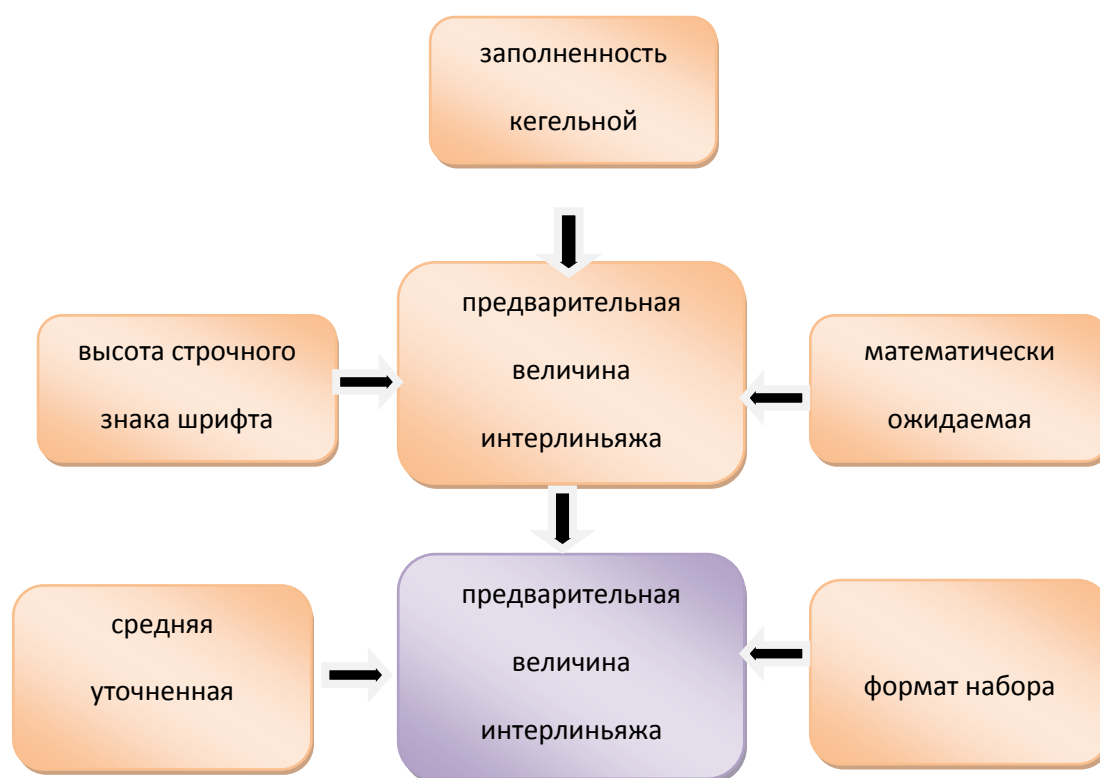 заполненность
кегельной
предварительная
величина
интерлиньяжа
высота строчного
знака шрифта
математически
ожидаемая
предварительная
величина
интерлиньяжа
средняя
уточненная
формат набора